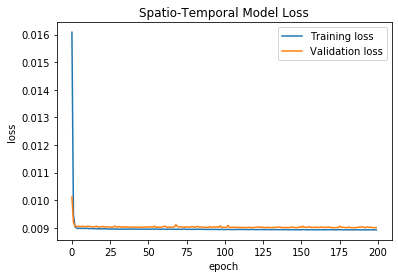 Spatio-Temporal Model Loss
Training loss
Validation loss
0.016
0.015
0.014
0.013
0.012
0.011
0.010
0.009
loss
0 25 50 75 100 125 150 175 200
epoch